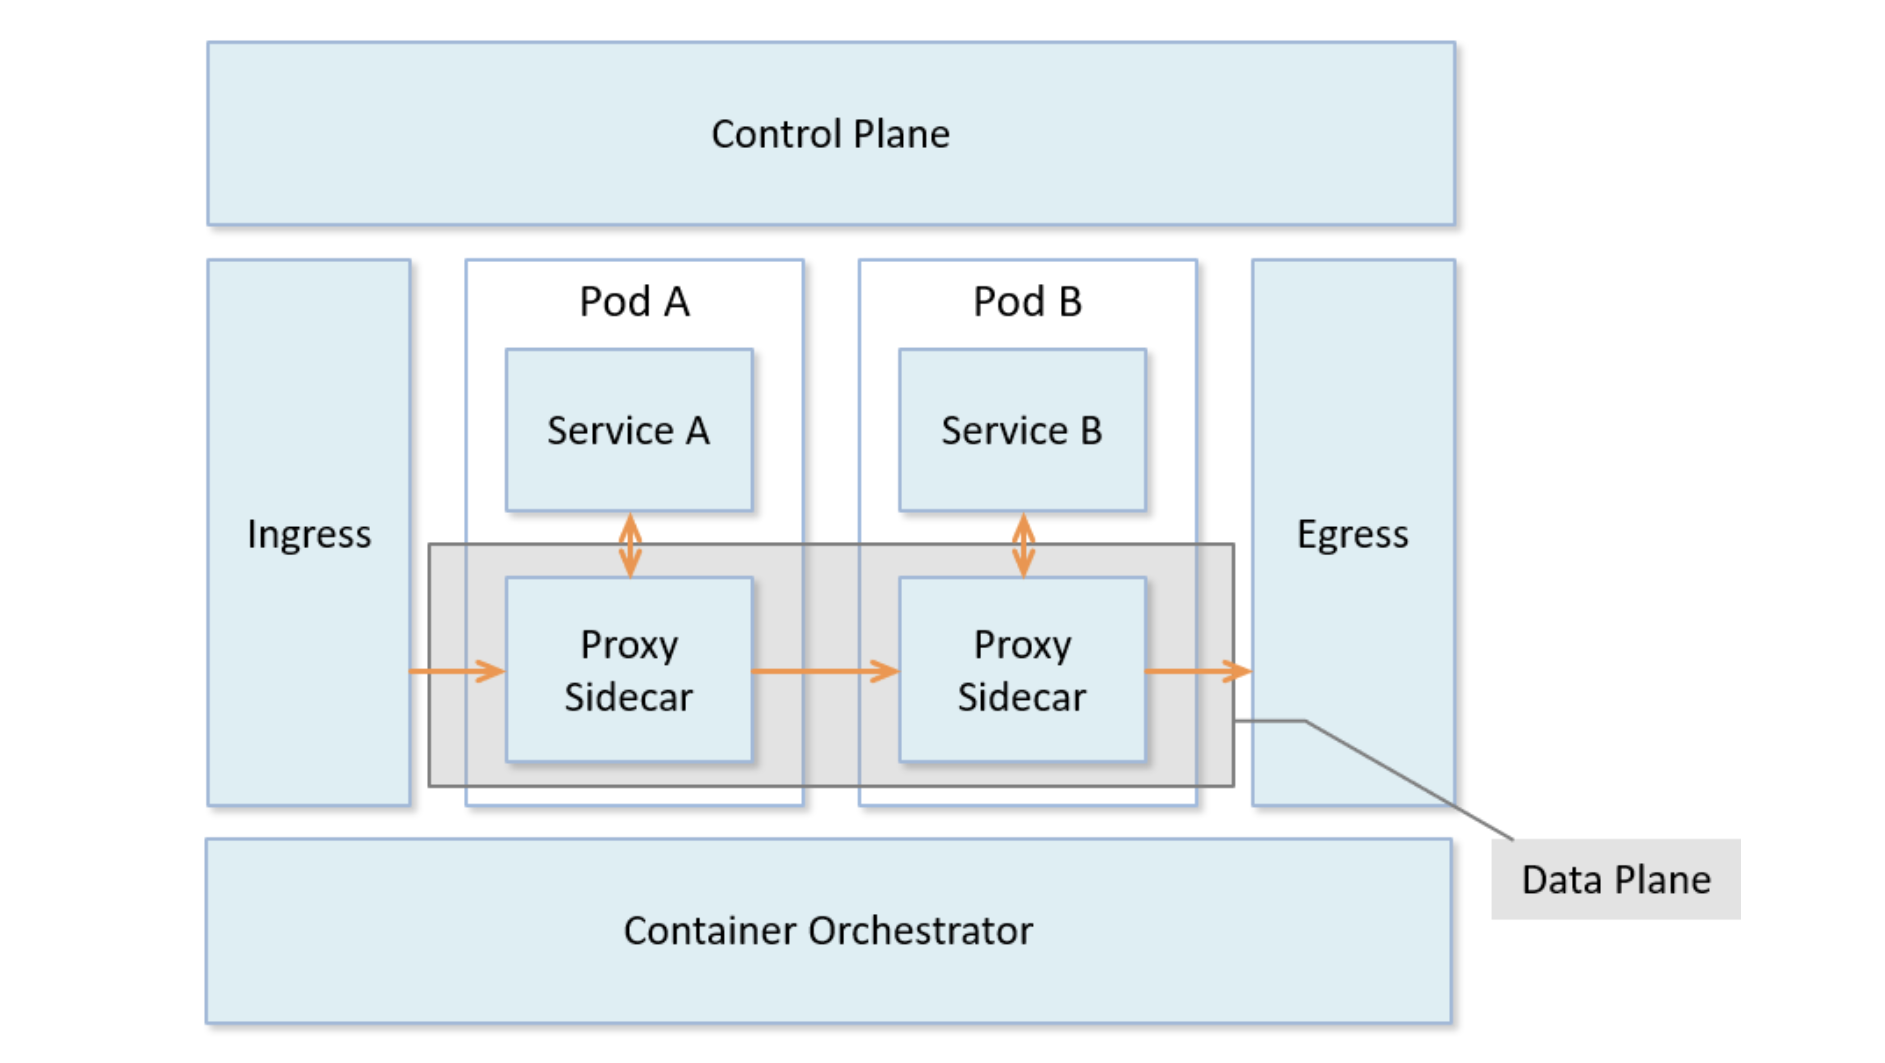 Control Plane
Pod A
Pod B
Service A
Service B
Ingress
Egress
Proxy
Sidecar
Proxy
Sidecar
Data Plane
Container Orchestrator